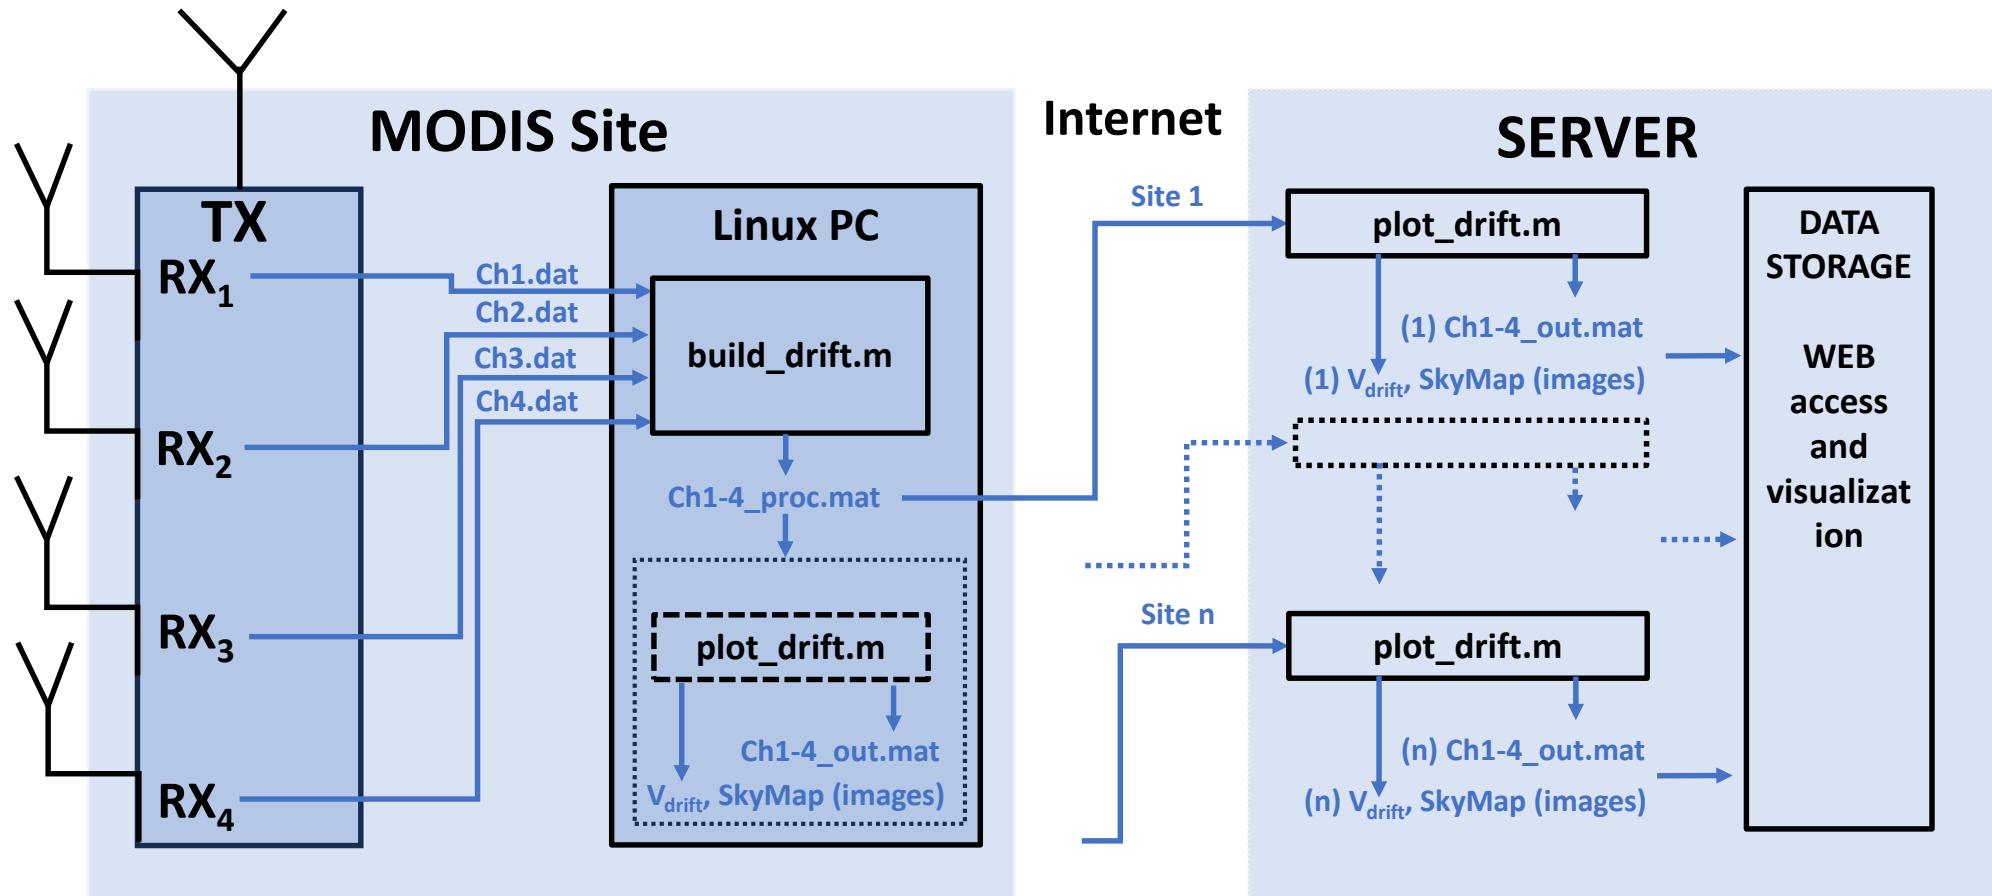 MODIS Site
Internet
SERVER
TX
RX1
RX2
RX3
RX4
Ch1.dat
Ch2.dat
Ch3.dat
Ch4.dat
Linux PC
build_drift.m
Ch1-4_proc.mat
plot_drift.m
Ch1-4_out.mat
Vdrift, SkyMap (images)
Site 1
Site n
plot_drift.m
(1) Ch1-4_out.mat
(1) Vdrift, SkyMap (images)
plot_drift.m
(n) Ch1-4_out.mat
(n) Vdrift, SkyMap (images)
DATA
STORAGE
WEB
access
and
visualizat
ion